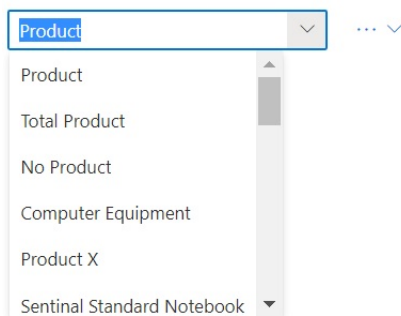 Product
Product
Total Product
No Product
Computer Equipment
Product X
Sentinal Standard Notebook